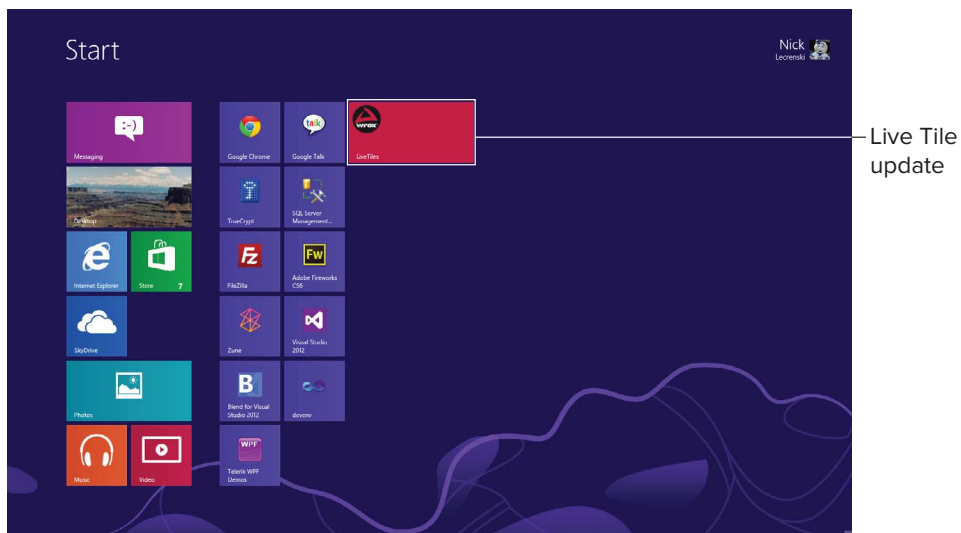 Start
Nick
Lecrenski
:-)
Messaging
Desktop
Internet Explorer
Store
7
SkyDrive
Photos
Music
Video
Google Chrome
talk
Google Talk
TrueCrypt
SQL Server
Management...
Fz
FileZilla
Fw
Adobe Fireworks
CS6
Zune
Visual Studio
2012
B
Blend for Visual
Studio 2012
devenv
WPF
Telerik WPF
Demos
wrox
LiveTiles
Live Tile
update